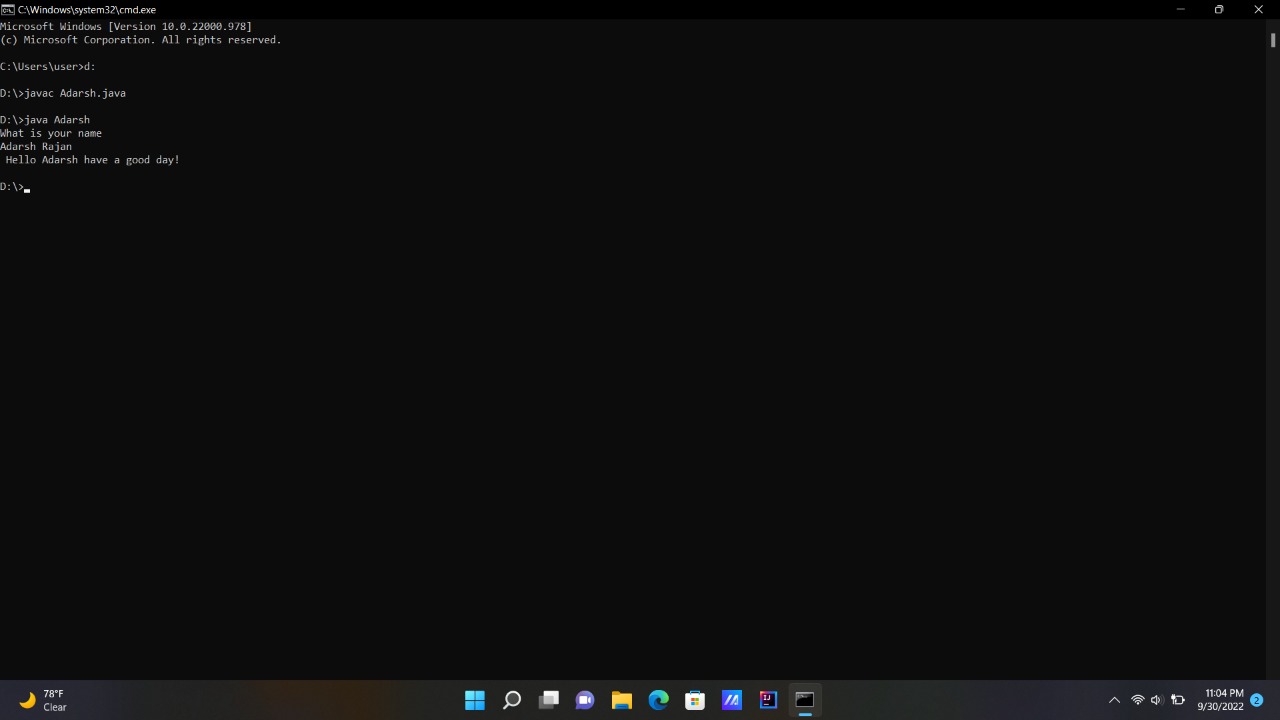 C:\Windows\system32\cmd.exe
Microsoft Windows [Version 10.0.22000.978]
(c) Microsoft Corporation. All rights reserved.
C:\Users\user>d:
D:\>javac Adarsh.java
D:\>java Adarsh
What is your name
Adarsh Rajan
 Hello Adarsh have a good day!
D:\>
78°F
Clear
11:04 PM
9/30/2022
2